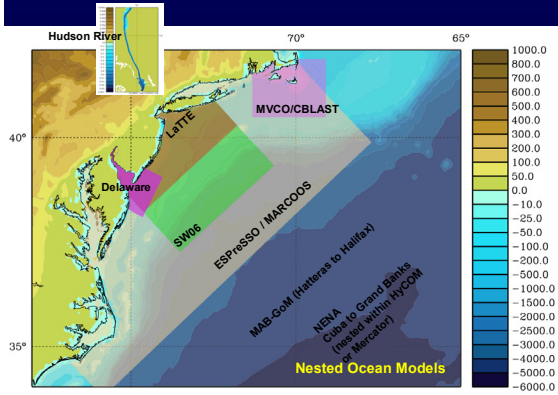 Hudson River
70°
65°
40°
35°
LaTTE
MVCO/CBLAST
Delaware
SW06
ESPreSSO / MARCOOS
MAB-GoM (Hatteras to Halifax)
NENA
Cuba to Grand Banks
(nested within HyCOM
or Mercator)
Nested Ocean Models
1000.0
800.0
700.0
600.0
500.0
400.0
300.0
200.0
100.0
50.0
0.0
−10.0
−25.0
−50.0
−100.0
−200.0
−500.0
−1000.0
−2000.0
−2500.0
−3000.0
−3500.0
−4000.0
−5000.0
−6000.0